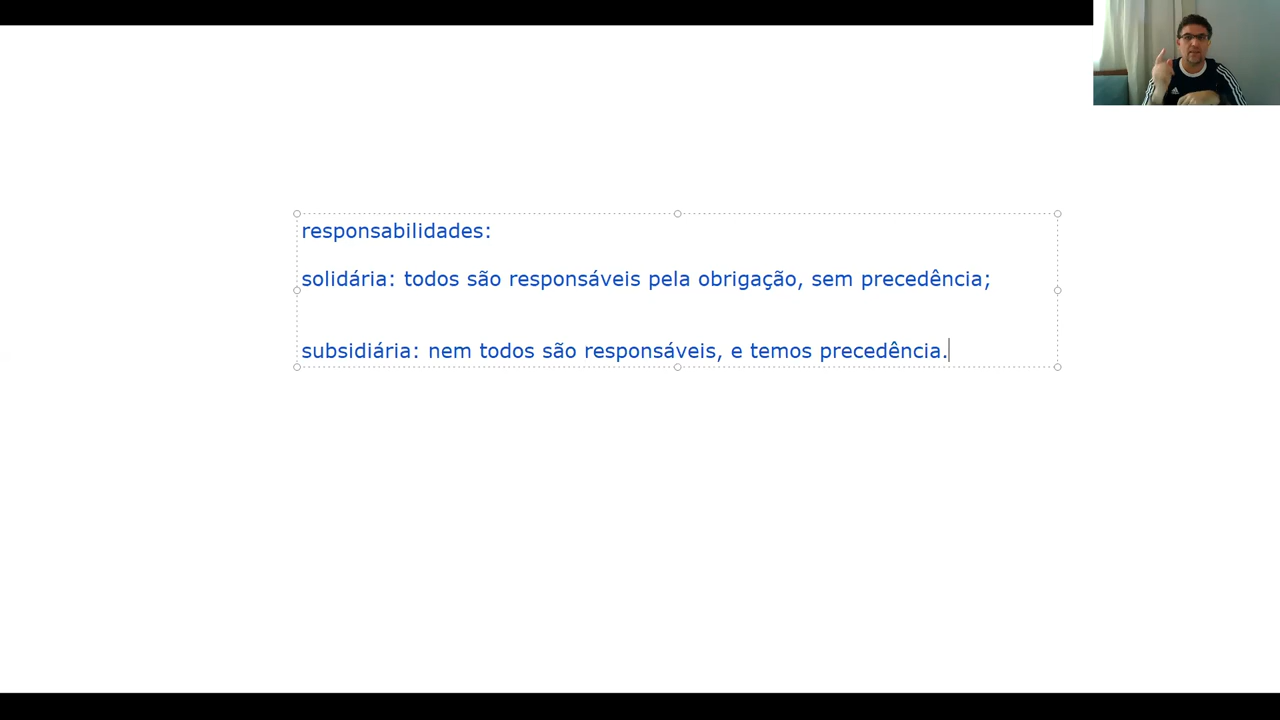 responsabilidades:
solidária: todos são responsáveis pela obrigação, sem precedência;
subsidiária: nem todos são responsáveis, e temos precedência.